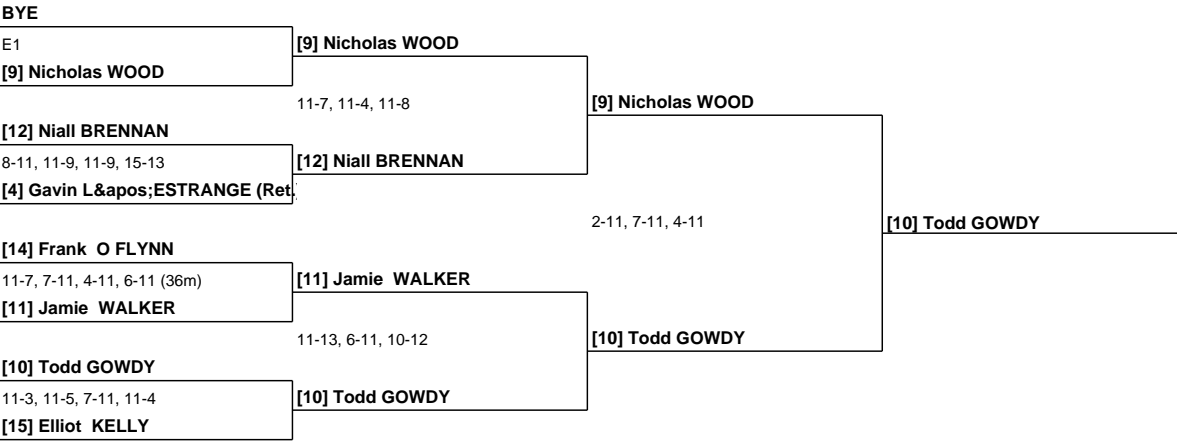 BYE
E1
[9] Nicholas WOOD
[9] Nicholas WOOD
11-7, 11-4, 11-8
[9] Nicholas WOOD
[12] Niall BRENNAN
8-11, 11-9, 11-9, 15-13
[12] Niall BRENNAN
[4] Gavin L&apos;ESTRANGE (Ret.
2-11, 7-11, 4-11
[10] Todd GOWDY
[14] Frank  O FLYNN
11-7, 7-11, 4-11, 6-11 (36m)
[11] Jamie  WALKER
[11] Jamie  WALKER
11-13, 6-11, 10-12
[10] Todd GOWDY
[10] Todd GOWDY
11-3, 11-5, 7-11, 11-4
[10] Todd GOWDY
[15] Elliot  KELLY